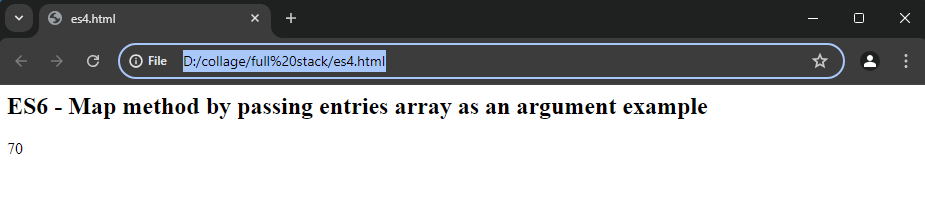 es4.html
File D:/collage/full%20stack/es4.html
ES6 - Map method by passing entries array as an argument example
70